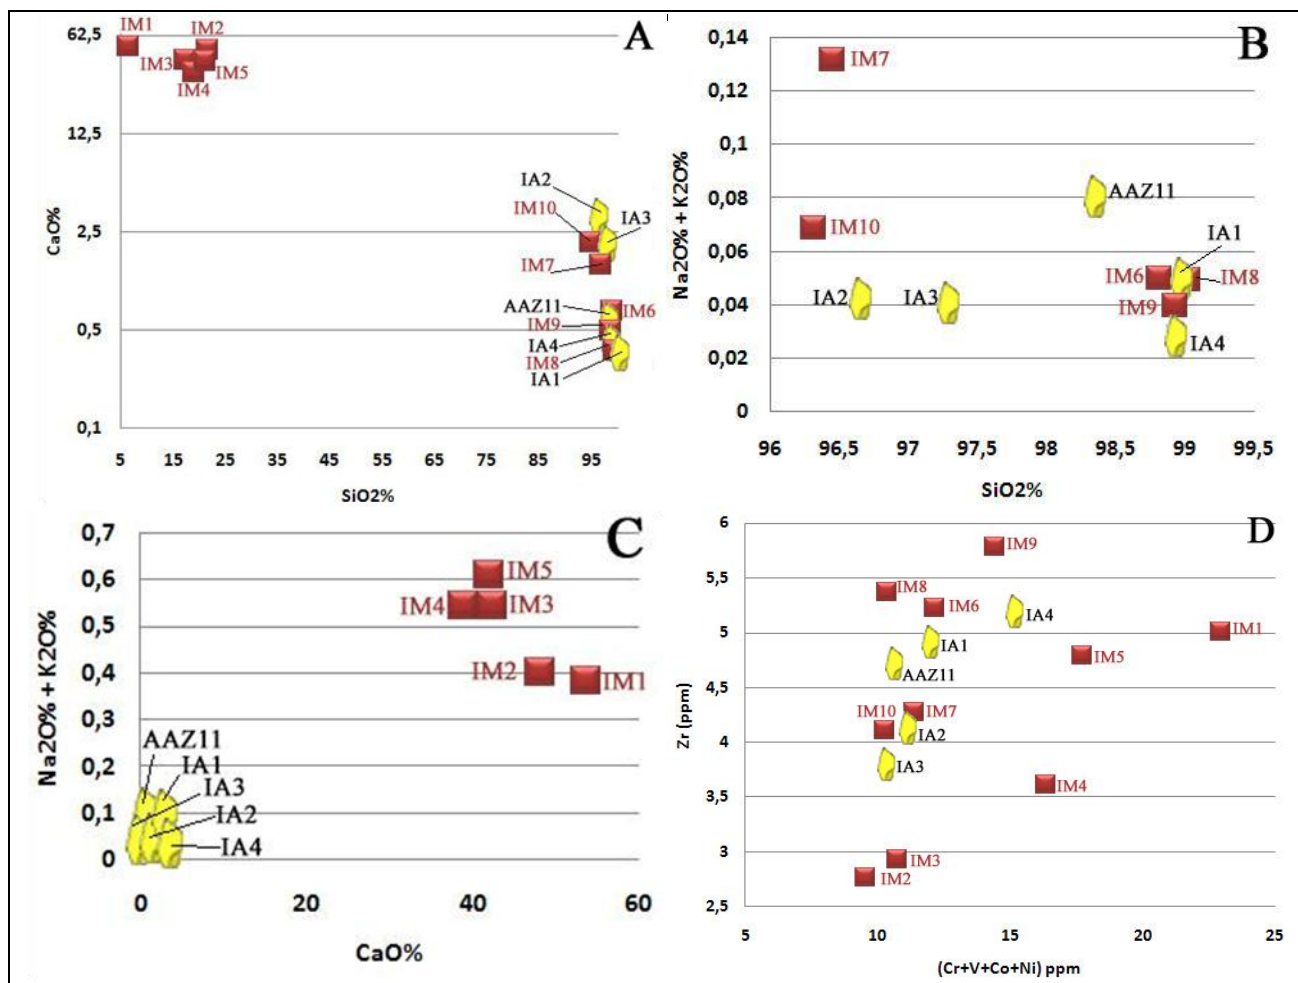 A
62,5
12,5
2,5
0,5
0,1
CaO%
IM1
IM2
IM3
IM5
IM4
IA2
IM10
IA3
IM7
AAZ11
IM6
IM9
IA4
IM8
IA1
5 15 25 35 45 55 65 75 85 95
SiO2%
B
0,14
0,12
0,1
0,08
0,06
0,04
0,02
0
Na2O% + K2O%
IM7
AAZ11
IM10
IA1
IM6
IM8
IA2
IA3
IM9
IA4
96 96,5 97 97,5 98 98,5 99 99,5
SiO2%
C
0,7
0,6
0,5
0,4
0,3
0,2
0,1
0
Na2O% + K2O%
IM5
IM4
IM3
IM2
IM1
AAZ11
IA1
IA3
IA2
IA4
0 20 40 60
CaO%
D
6
5,5
5
4,5
4
3,5
3
2,5
Zr (ppm)
IM9
IM8
IM6
IA4
IM1
IA1
IM5
AAZ11
IM10
IM7
IA2
IA3
IM4
IM3
IM2
5 10 15 20 25
(Cr+V+Co+Ni) ppm